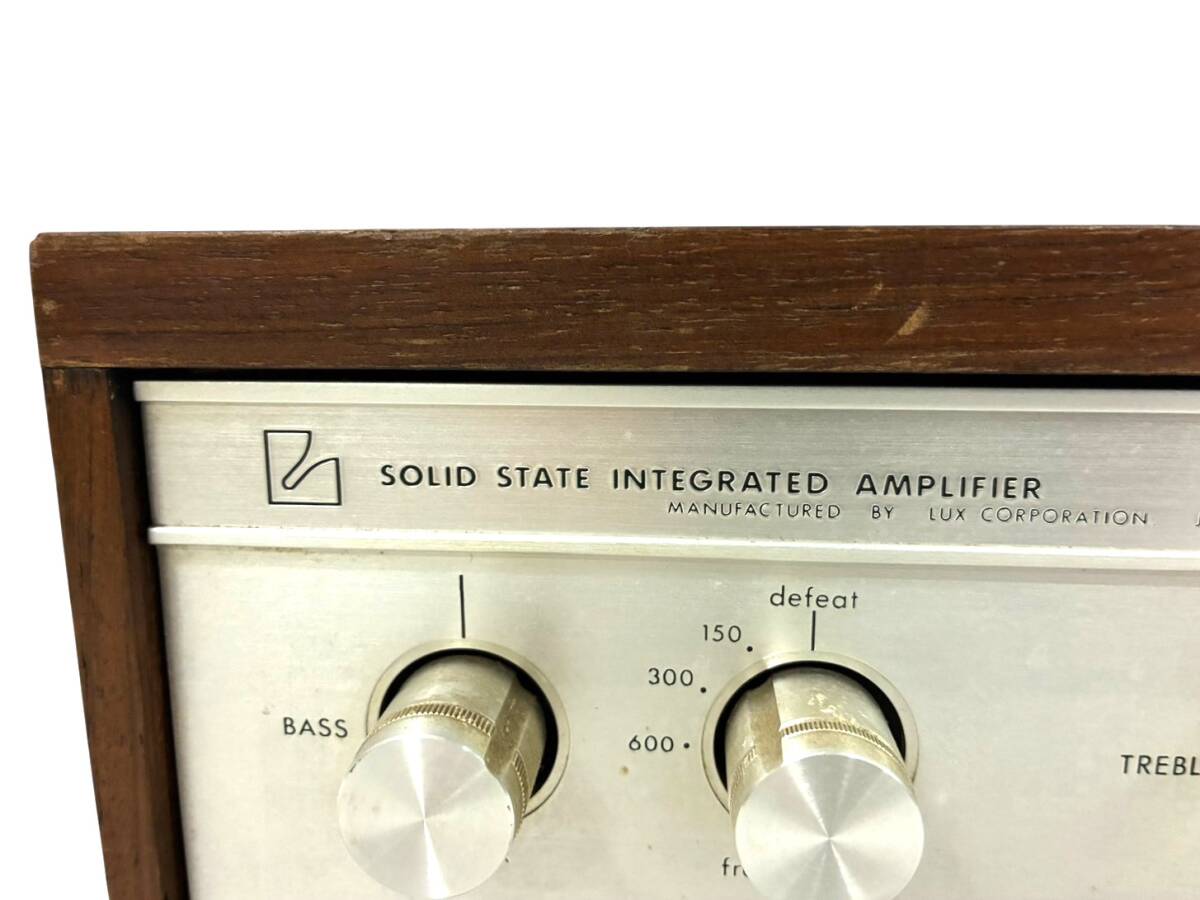 SOLID STATE INTEGRATED AMPLIFIER
MANUFACTURED BY LUX CORPORATION
defeat
150
300
600
BASS